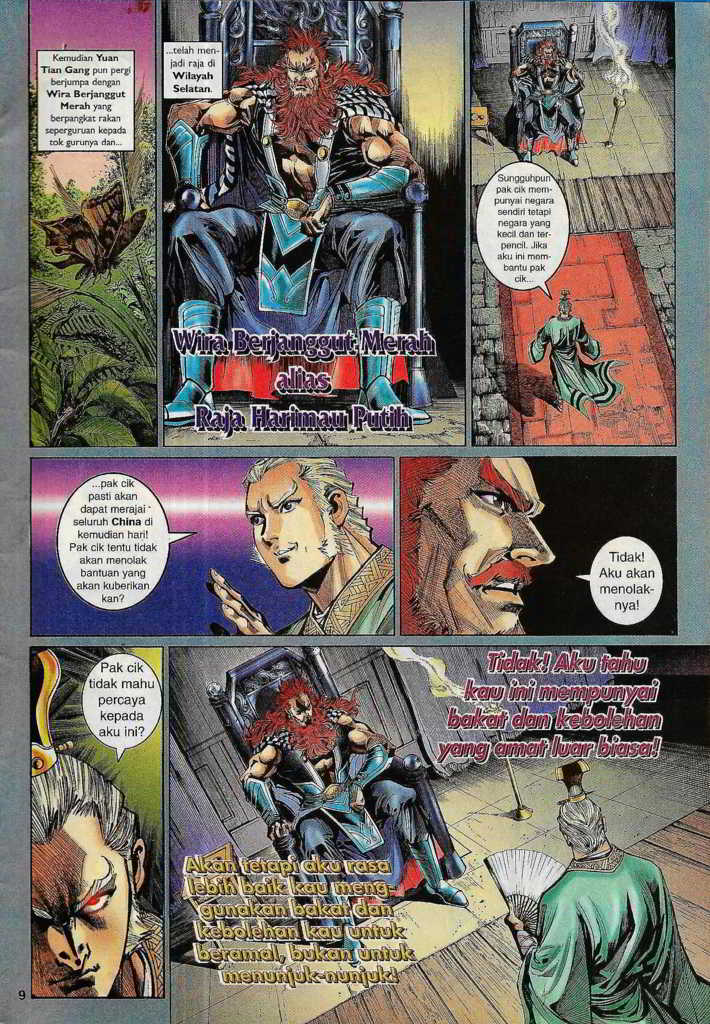 Kemudian Yuan
Tian Gang pun pergi
berjumpa dengan
Wira Berjanggut
Merah yang
berpangkat rakan
seperguruan kepada
tok gurunya dan...
...telah men-
jadi raja di
Wilayah
Selatan.
Wira Berjanggut Merah
alias
Raja Harimau Putih
Sungguhpun
pak cik mem-
punyai negara
sendiri tetapi
negara yang
kecil dan ter-
pencil. Jika
aku ini mem-
bantu pak
cik...
...pak cik
pasti akan
dapat merajai
seluruh China di
kemudian hari!
Pak cik tentu tidak
akan menolak
bantuan yang
akan kuberikan
kan?
Tidak!
Aku akan
menolak-
nya!
Pak cik
tidak mahu
percaya
kepada
aku ini?
Tidak! Aku tahu
kau ini mempunyai
bakat dan kebolehan
yang amat luar biasa!
Akan tetapi aku rasa
lebih baik kau meng-
gunakan bakat dan
kebolehan kau untuk
beramal, bukan untuk
menunjuk-nunjuk!
9